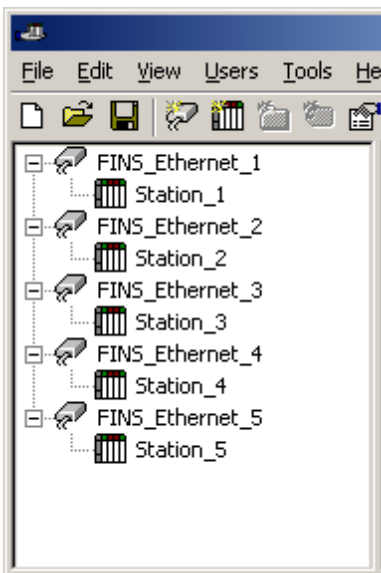 File Edit View Users Tools He
FINS_Ethernet_1
Station_1
FINS_Ethernet_2
Station_2
FINS_Ethernet_3
Station_3
FINS_Ethernet_4
Station_4
FINS_Ethernet_5
Station_5